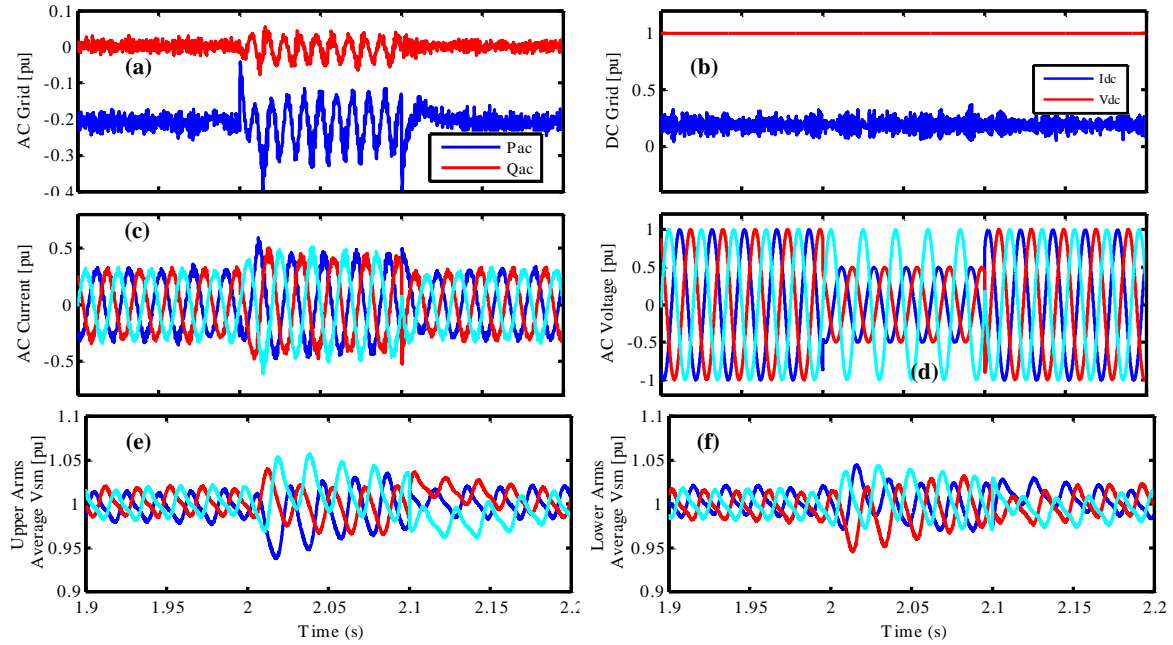 0.1
0
-0.1
-0.2
-0.3
-0.4
AC Grid [pu]
(a)
Pac
Qac
1
0.5
0
DC Grid [pu]
(b)
Idc
Vdc
0.5
0
-0.5
AC Current [pu]
(c)
1
0.5
0
-0.5
-1
AC Voltage [pu]
(d)
1.1
1.05
1
0.95
0.9
Upper Arms
Average Vsm [pu]
(e)
1.9 1.95 2 2.05 2.1 2.15 2.2
Time (s)
1.1
1.05
1
0.95
0.9
Lower Arms
Average Vsm [pu]
(f)
1.9 1.95 2 2.05 2.1 2.15 2.2
Time (s)